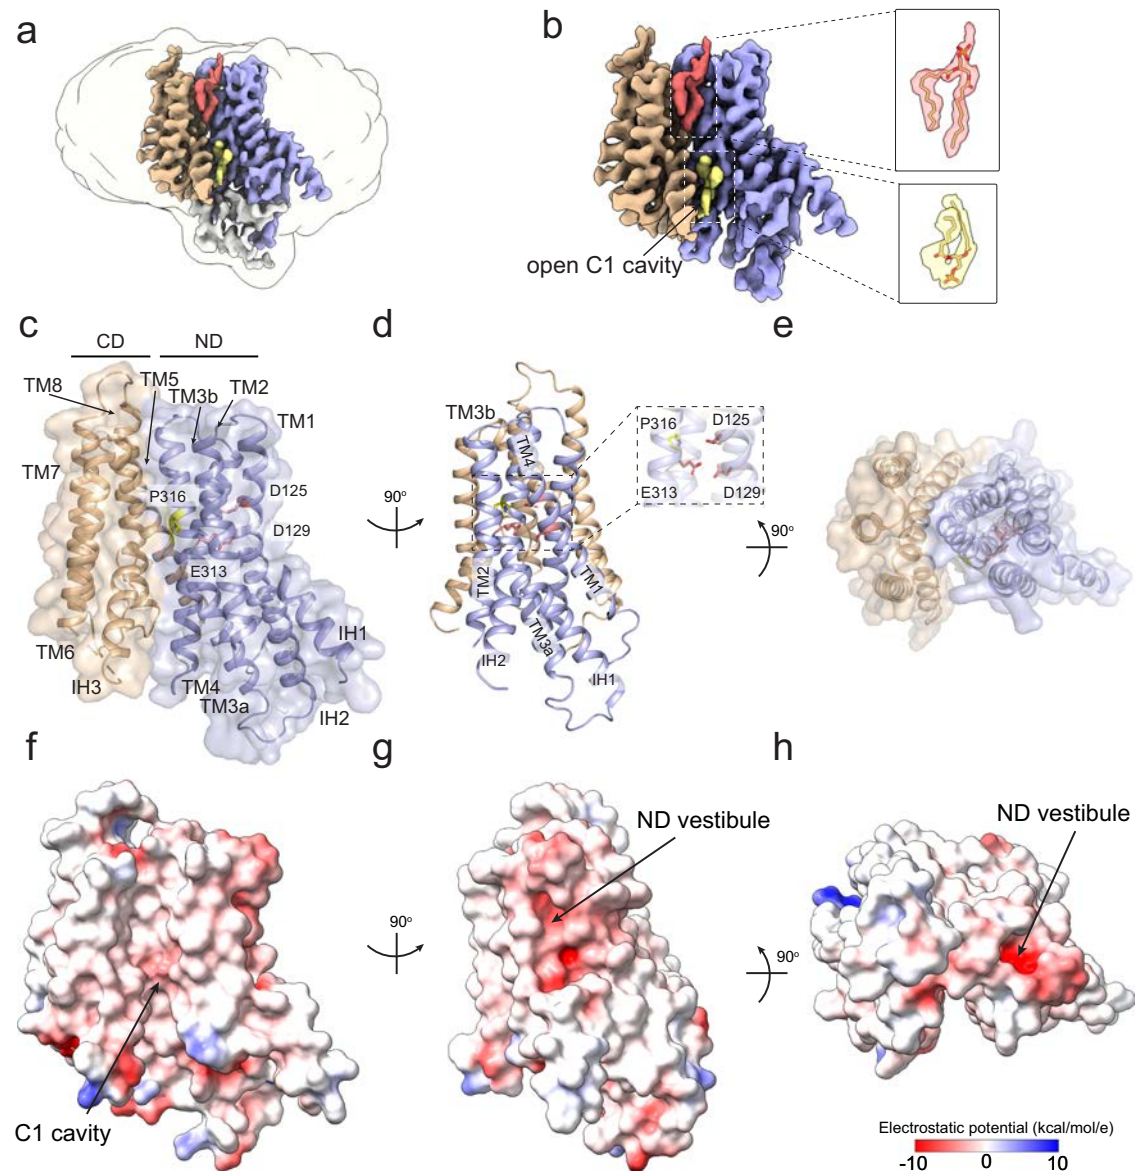 a
b
open C1 cavity
c
CD
ND
TM8
TM5
TM3b
TM2
TM1
TM7
P316
D125
D129
E313
TM6
IH3
TM4
TM3a
IH1
IH2
90°
d
TM3b
TM4
P316
D125
E313
D129
TM2
TM1
TM3a
IH2
IH1
90°
e
f
C1 cavity
90°
g
ND vestibule
90°
h
ND vestibule
Electrostatic potential (kcal/mol/e)
-10
0
10